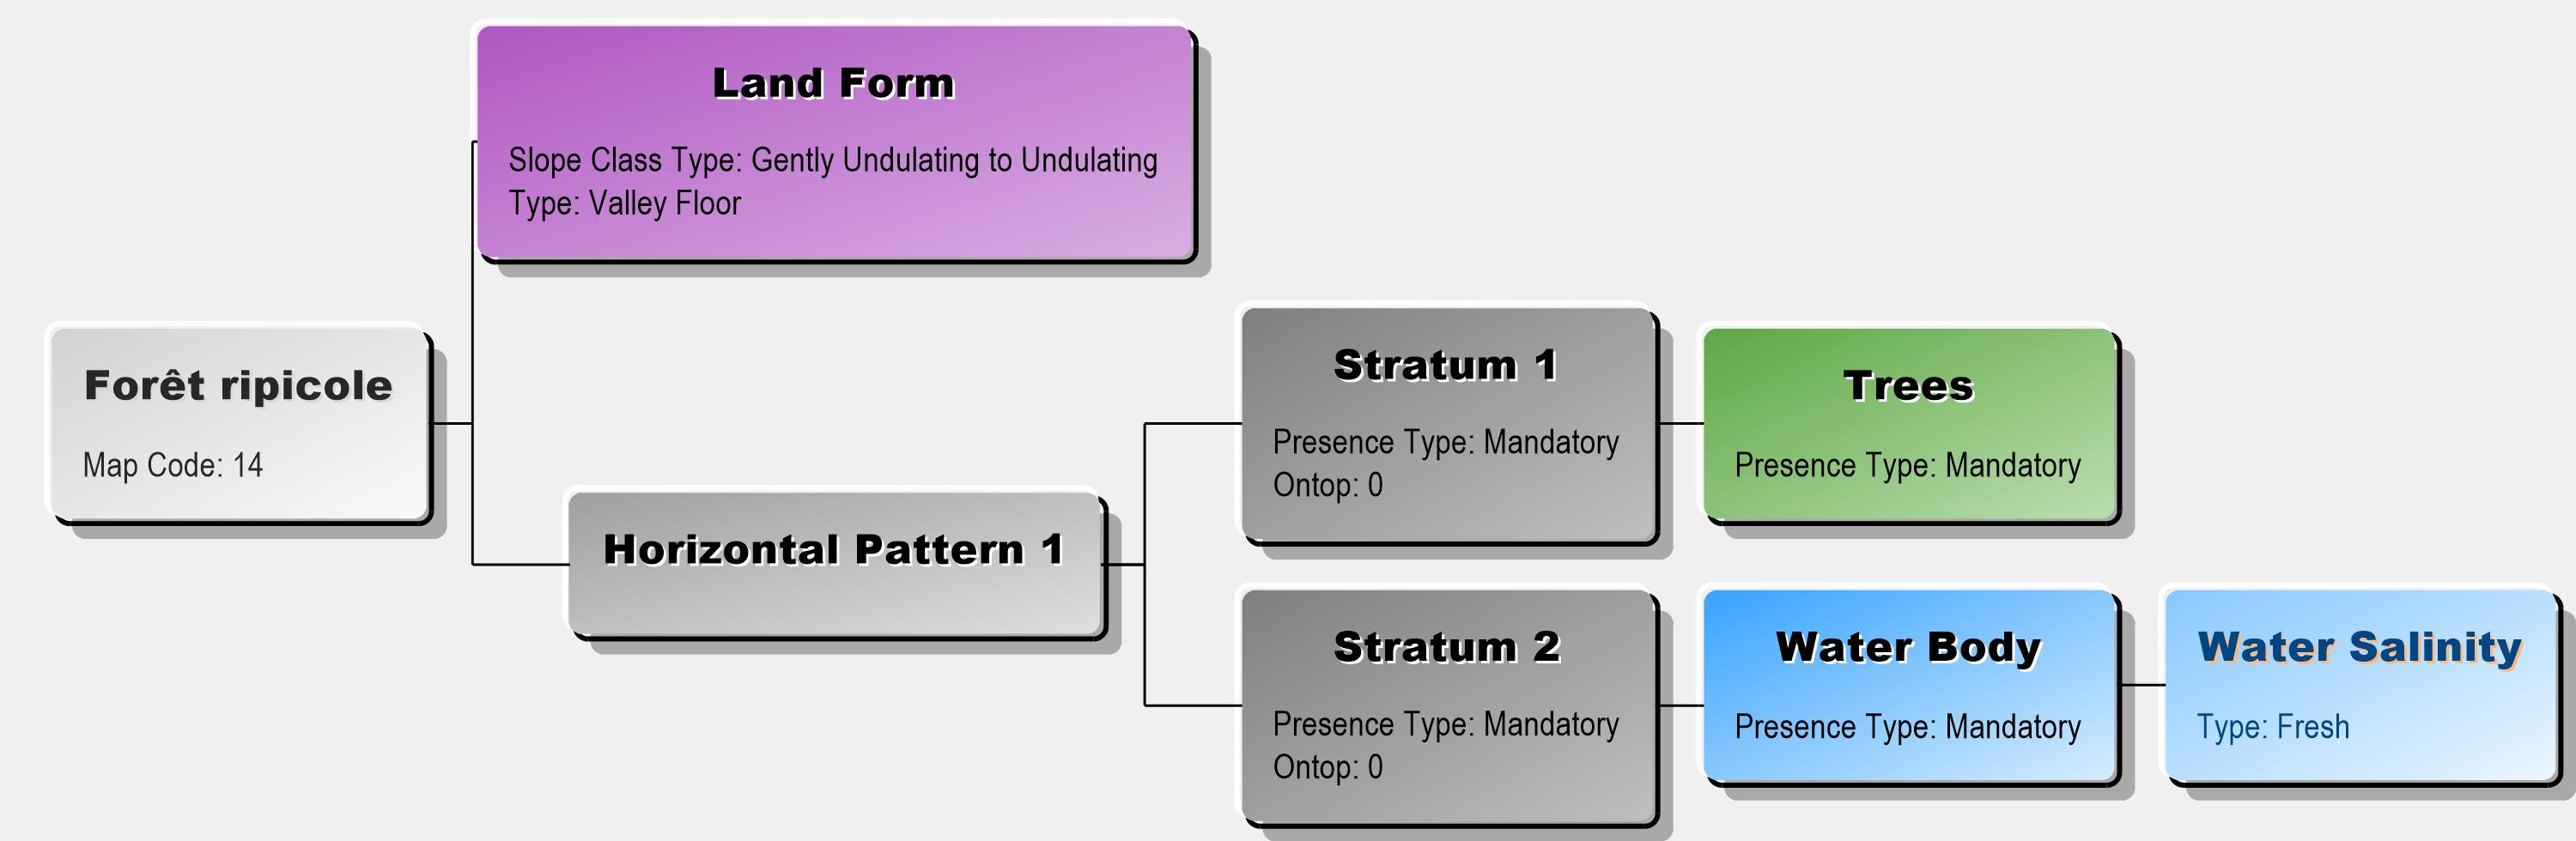 Land Form
Slope Class Type: Gently Undulating to Undulating
Type: Valley Floor
Forêt ripicole
Map Code: 14
Horizontal Pattern 1
Stratum 1
Presence Type: Mandatory
Ontop: 0
Trees
Presence Type: Mandatory
Stratum 2
Presence Type: Mandatory
Ontop: 0
Water Body
Presence Type: Mandatory
Water Salinity
Type: Fresh